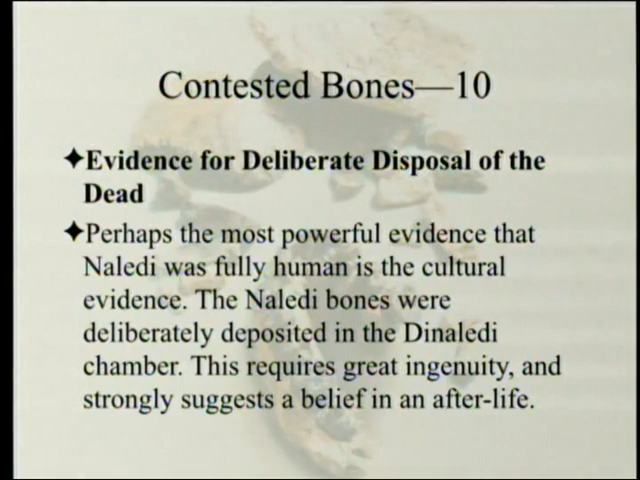 Contested Bones—10
✦Evidence for Deliberate Disposal of the
Dead
✦Perhaps the most powerful evidence that
Naledi was fully human is the cultural
evidence. The Naledi bones were
deliberately deposited in the Dinaledi
chamber. This requires great ingenuity, and
strongly suggests a belief in an after-life.